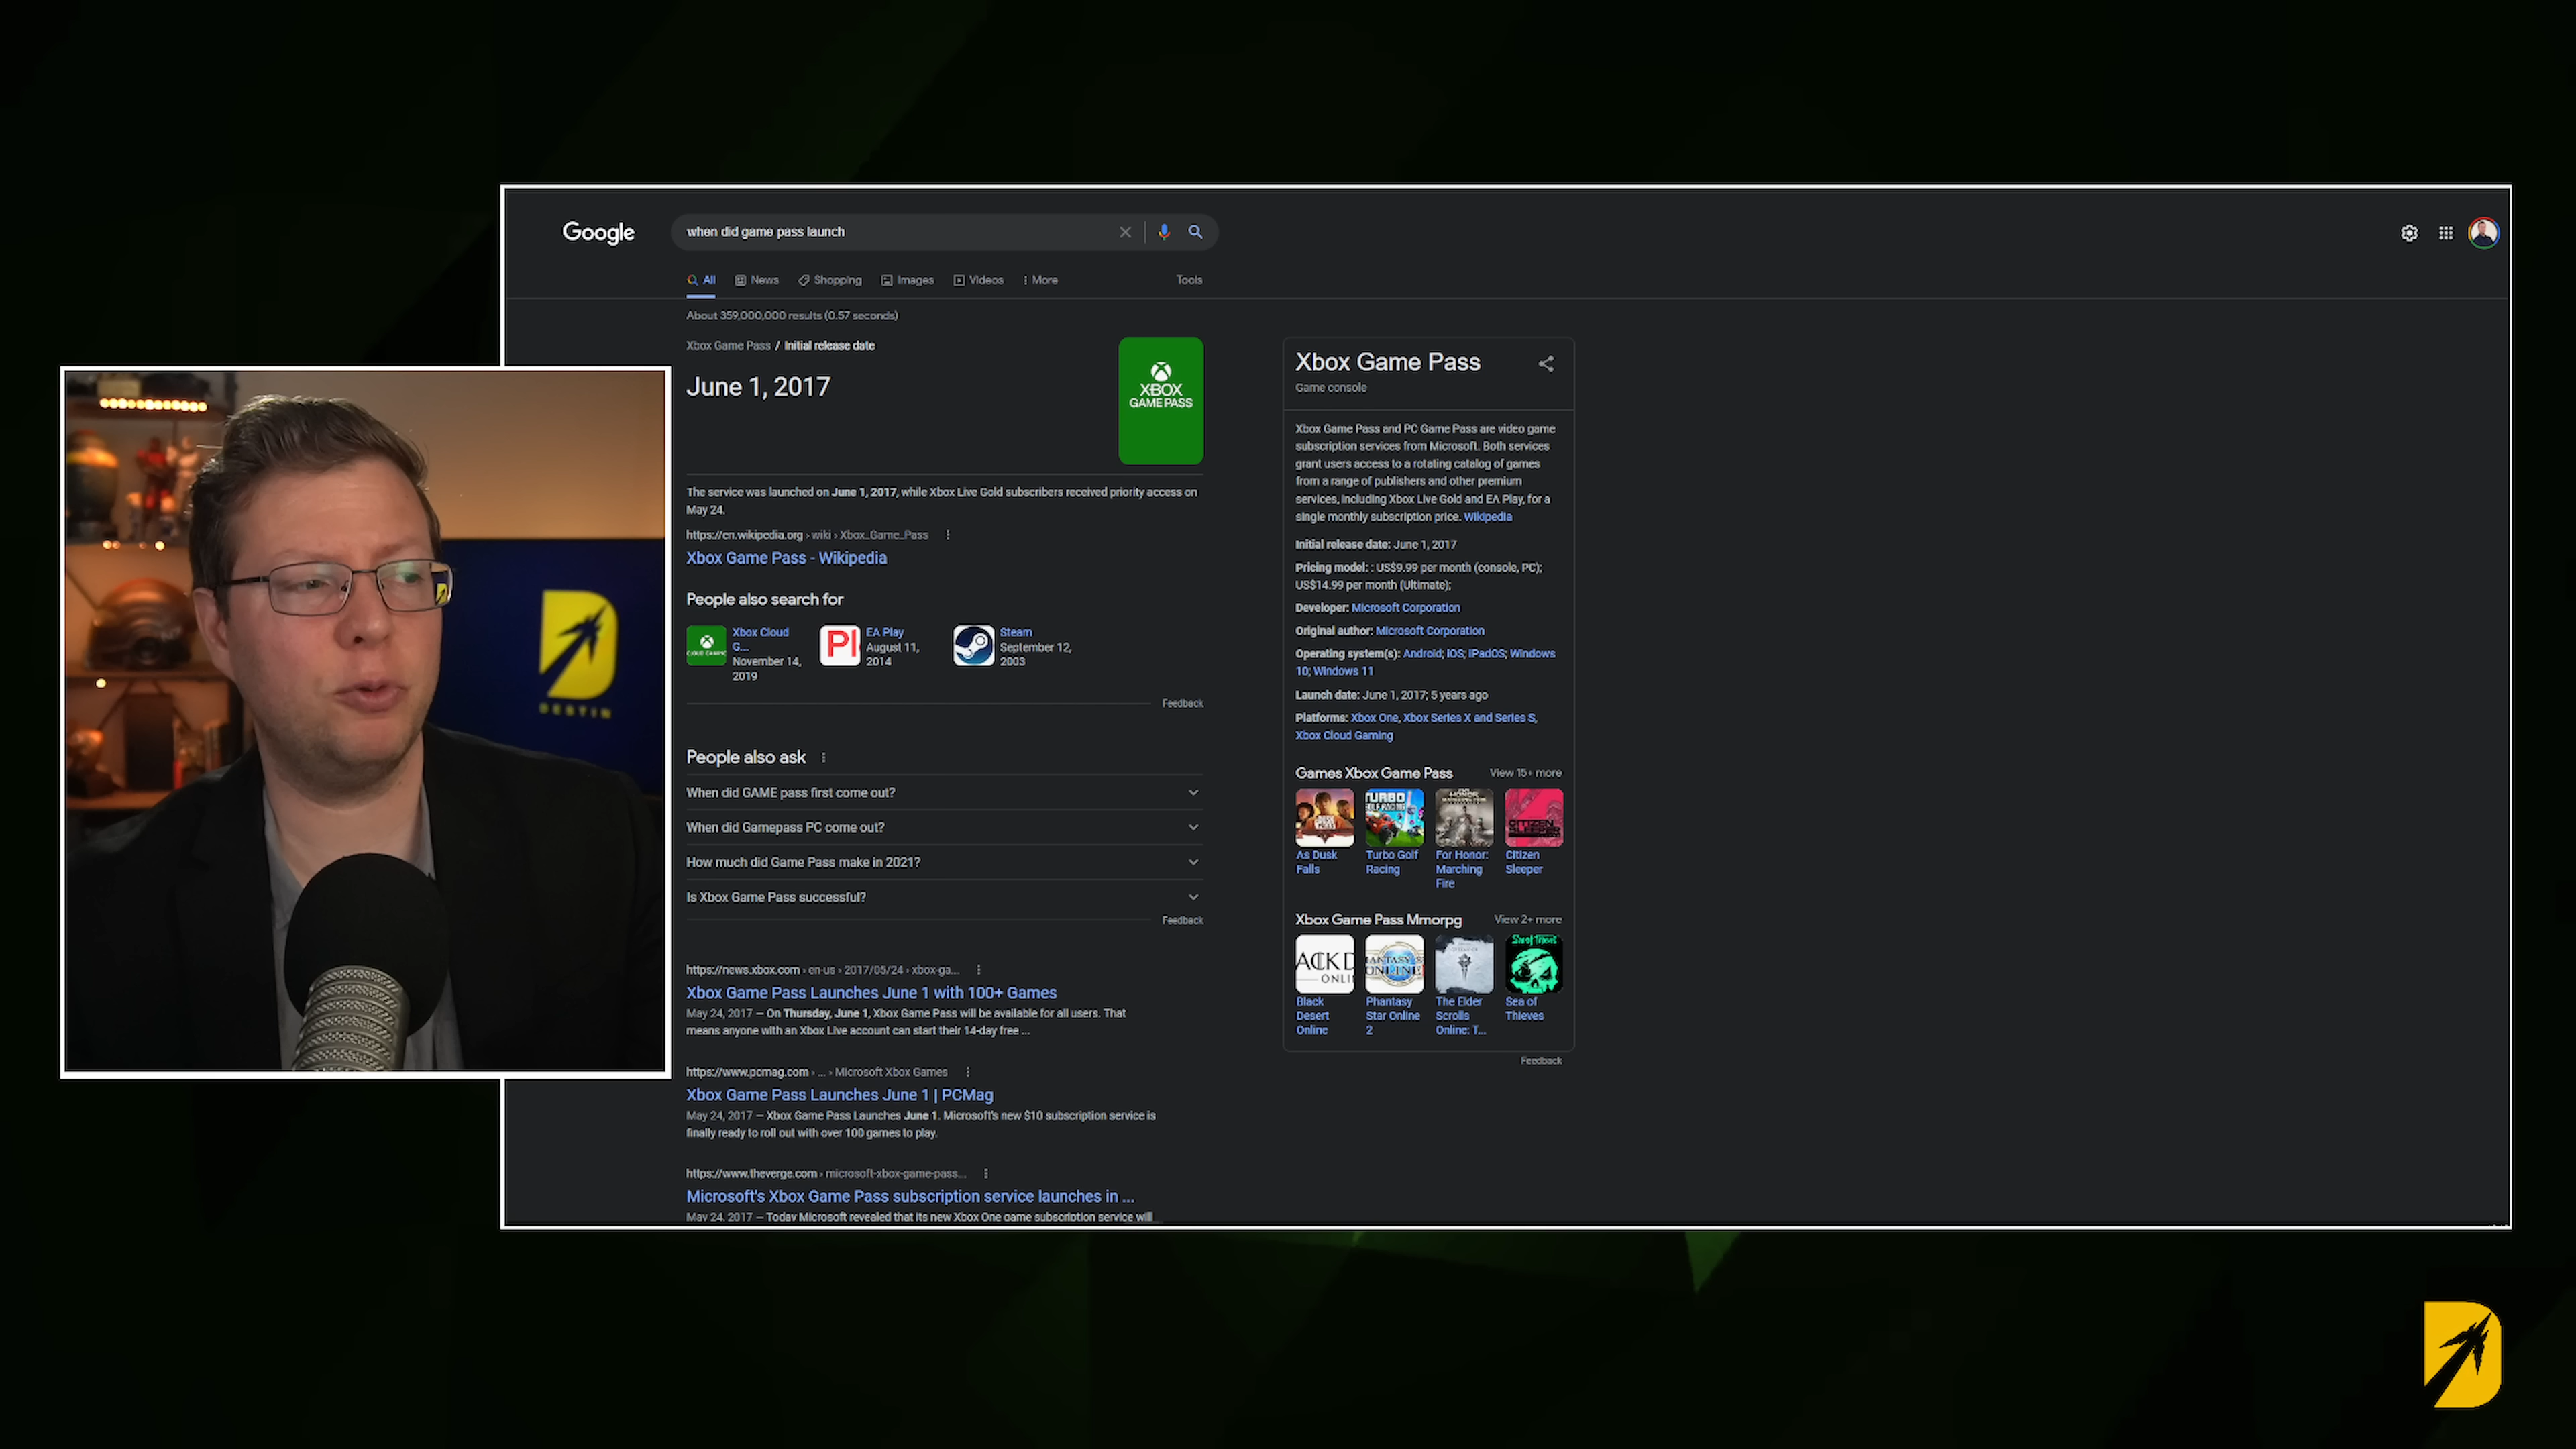 Google
when did game pass launch
All
News
Shopping
Images
Videos
More
Tools
About 359,000,000 results (0.57 seconds)
Xbox Game Pass / Initial release date
June 1, 2017
XBOX
GAME PASS
The service was launched on June 1, 2017, while Xbox Live Gold subscribers received priority access on
May 24.
https://en.wikipedia.org › wiki › Xbox_Game_Pass
Xbox Game Pass - Wikipedia
People also search for
Xbox Cloud
G...
November 14,
2019
EA Play
August 11,
2014
Steam
September 12,
2003
Feedback
People also ask
When did GAME pass first come out?
When did Gamepass PC come out?
How much did Game Pass make in 2021?
Is Xbox Game Pass successful?
Feedback
https://news.xbox.com › en-us › 2017/05/24 › xbox-ga...
Xbox Game Pass Launches June 1 with 100+ Games
May 24, 2017 — On Thursday, June 1, Xbox Game Pass will be available for all users. That
means anyone with an Xbox Live account can start their 14-day free ...
https://www.pcmag.com › ... › Microsoft Xbox Games
Xbox Game Pass Launches June 1 | PCMag
May 24, 2017 — Xbox Game Pass Launches June 1. Microsoft's new $10 subscription service is
finally ready to roll out with over 100 games to play.
https://www.theverge.com › microsoft-xbox-game-pass...
Microsoft's Xbox Game Pass subscription service launches in ...
May 24, 2017 — Today Microsoft revealed that its new Xbox One game subscription service will
Xbox Game Pass
Game console
Xbox Game Pass and PC Game Pass are video game
subscription services from Microsoft. Both services
grant users access to a rotating catalog of games
from a range of publishers and other premium
services, including Xbox Live Gold and EA Play, for a
single monthly subscription price. Wikipedia
Initial release date: June 1, 2017
Pricing model: : US$9.99 per month (console, PC);
US$14.99 per month (Ultimate);
Developer: Microsoft Corporation
Original author: Microsoft Corporation
Operating system(s): Android; iOS; iPadOS; Windows
10; Windows 11
Launch date: June 1, 2017; 5 years ago
Platforms: Xbox One, Xbox Series X and Series S,
Xbox Cloud Gaming
Games Xbox Game Pass
View 15+ more
As Dusk
Falls
Turbo Golf
Racing
For Honor:
Marching
Fire
Citizen
Sleeper
Xbox Game Pass Mmorpg
View 2+ more
Black
Desert
Online
Phantasy
Star Online
2
The Elder
Scrolls
Online: T...
Sea of
Thieves
Feedback
DESTIN